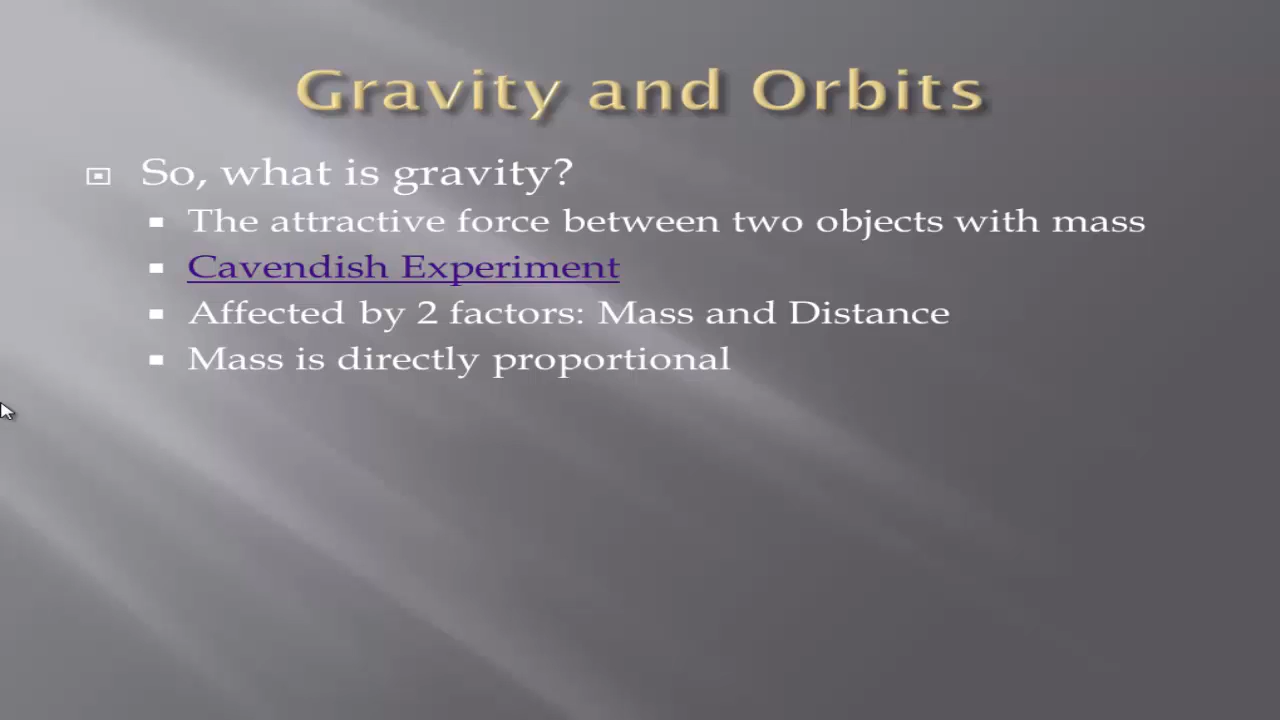 Gravity and Orbits
So, what is gravity?
The attractive force between two objects with mass
Cavendish Experiment
Affected by 2 factors: Mass and Distance
Mass is directly proportional